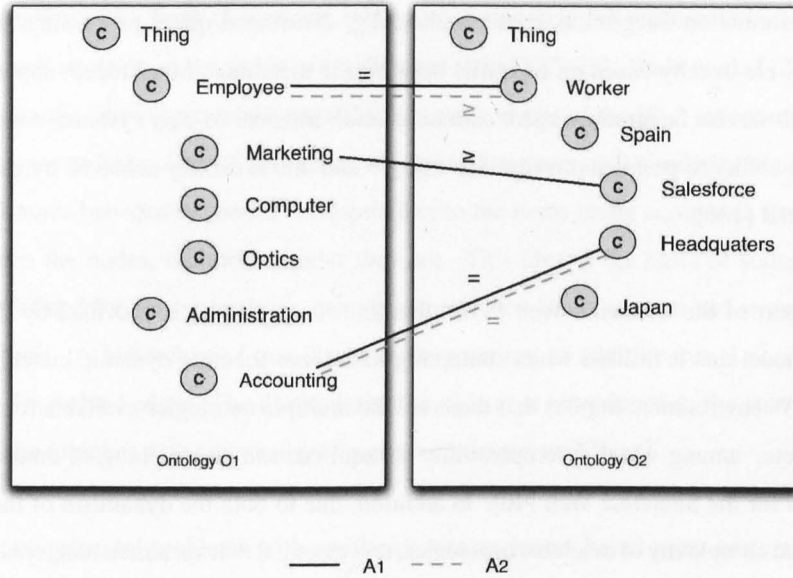 Thing
Employee
Marketing
Computer
Optics
Administration
Accounting
Ontology O1
=
≥
≥
=
=
Thing
Worker
Spain
Salesforce
Headquaters
Japan
Ontology O2
C
C
C
C
C
C
C
C
C
C
C
C
C
A1
A2